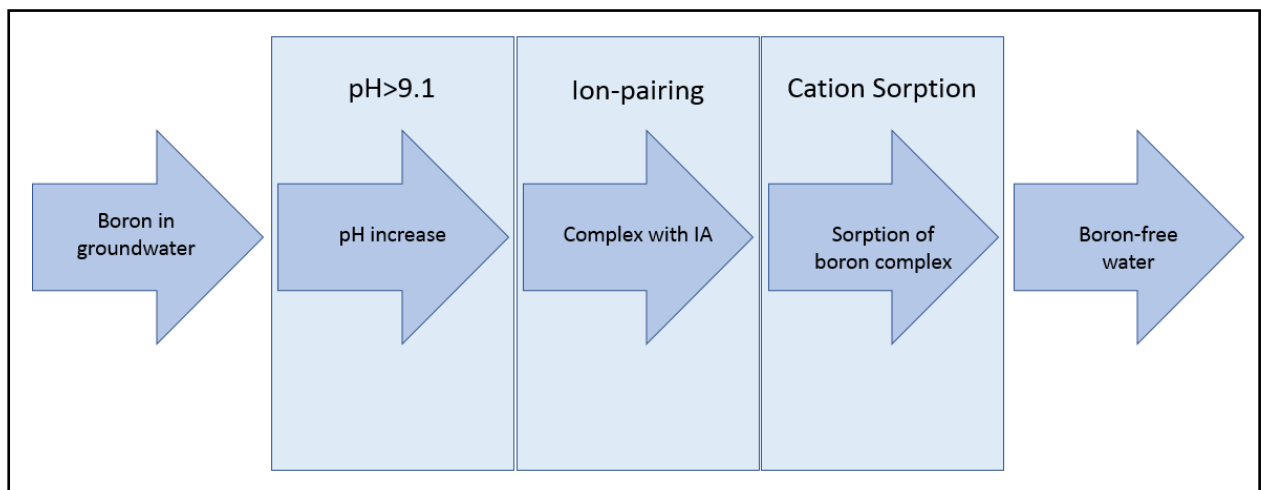 pH>9.1
Ion-pairing
Cation Sorption
Boron in
groundwater
pH increase
Complex with IA
Sorption of
boron complex
Boron-free
water